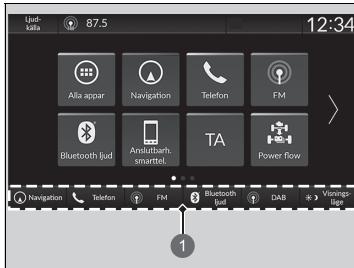 Ljud-
källa
87.5
12:34
Alla appar
Navigation
Telefon
FM
Bluetooth ljud
Anslutbarh.
smarttel.
TA
Power flow
Navigation
Telefon
FM
Bluetooth
ljud
DAB
Visnings-
läge
1